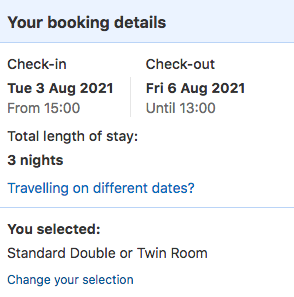 Your booking details
Check-in
Check-out
Tue 3 Aug 2021
Fri 6 Aug 2021
From 15:00
Until 13:00
Total length of stay:
3 nights
Travelling on different dates?
You selected:
Standard Double or Twin Room
Change your selection